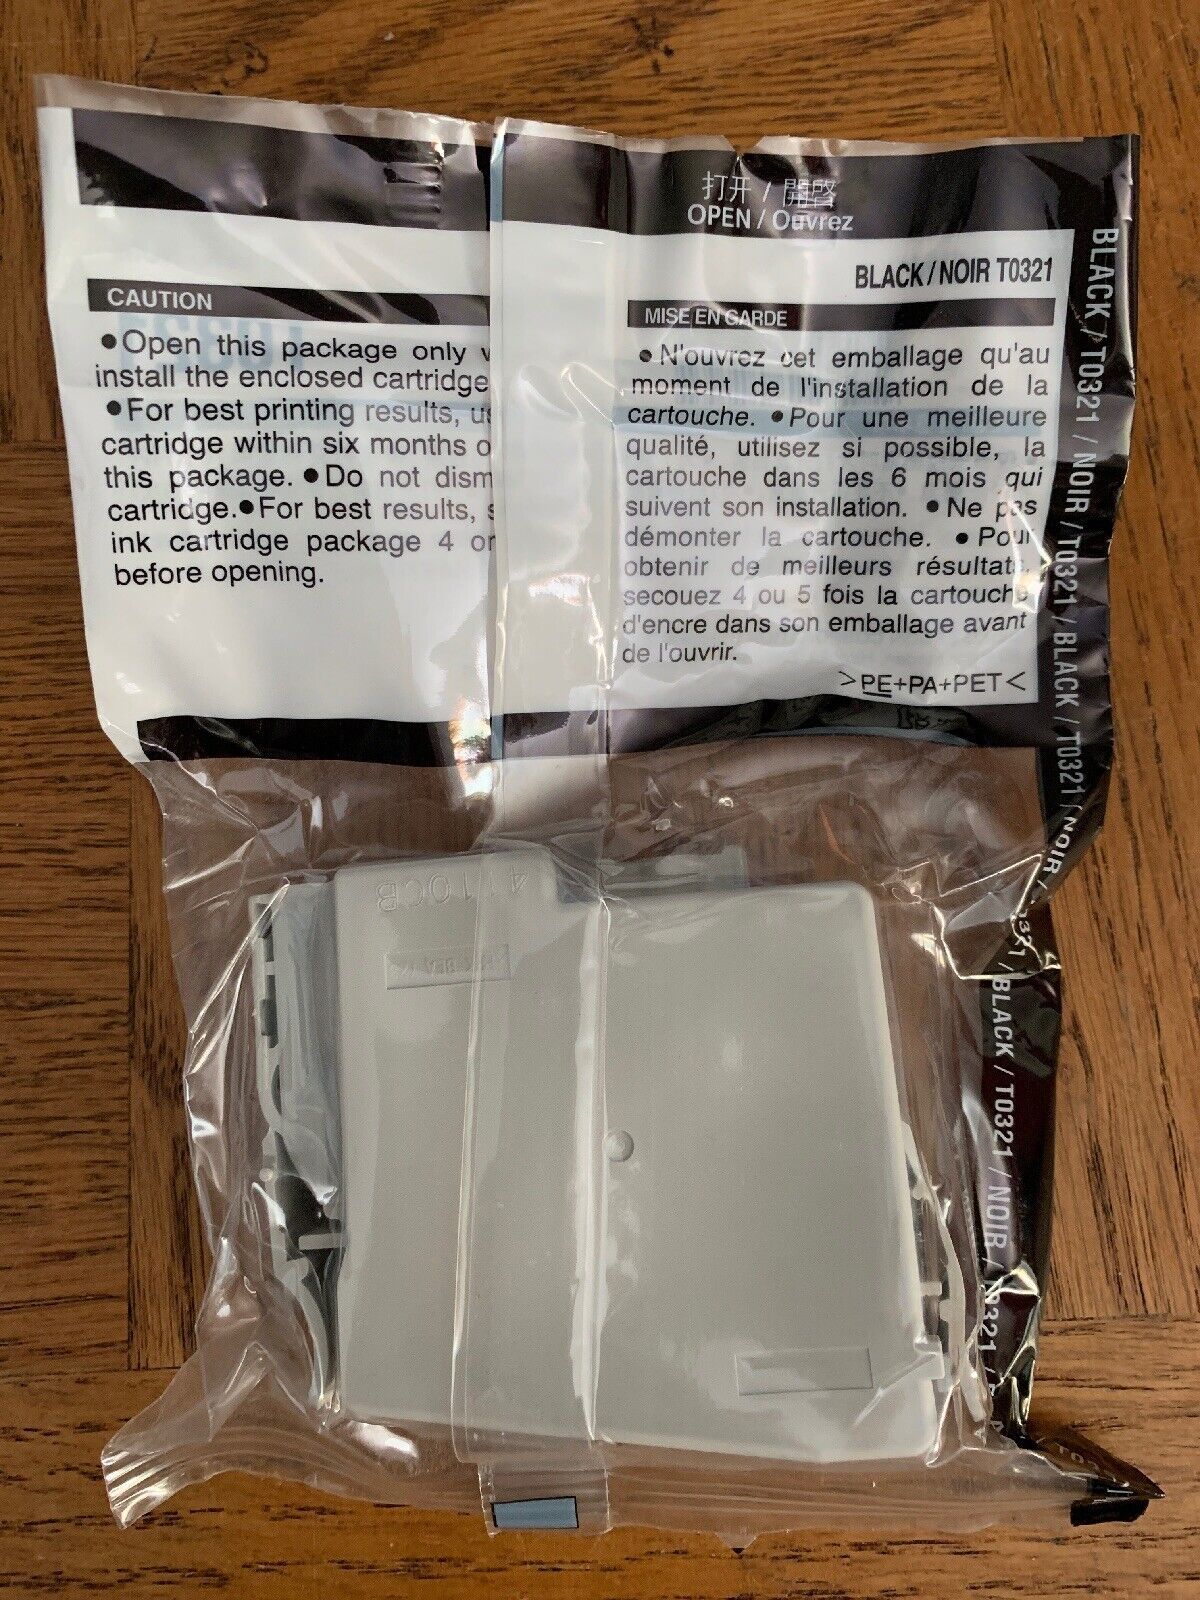 打开 / 開啓
OPEN / Ouvrez
BLACK / NOIR T0321
CAUTION
●Open this package only
install the enclosed cartridge
●For best printing results,
cartridge within six months
this package. ●Do not
cartridge.●For best results,
ink cartridge package 4
before opening.
MISE EN GARDE
●N'ouvrez cet emballage qu'au
moment de l'installation de la
cartouche. ●Pour une meilleure
qualité, utilisez si possible, la
cartouche dans les 6 mois qui
suivent son installation. ●Ne pas
démonter la cartouche. ●Pour
obtenir de meilleurs résultats,
secouez 4 ou 5 fois la cartouche
d'encre dans son emballage avant
de l'ouvrir.
>PE+PA+PET<
BLACK / T0321 / NOIR / T0321 / BLACK / T0321 / NOIR / T0321 / BLACK / T0321 / NOIR / T0321 /